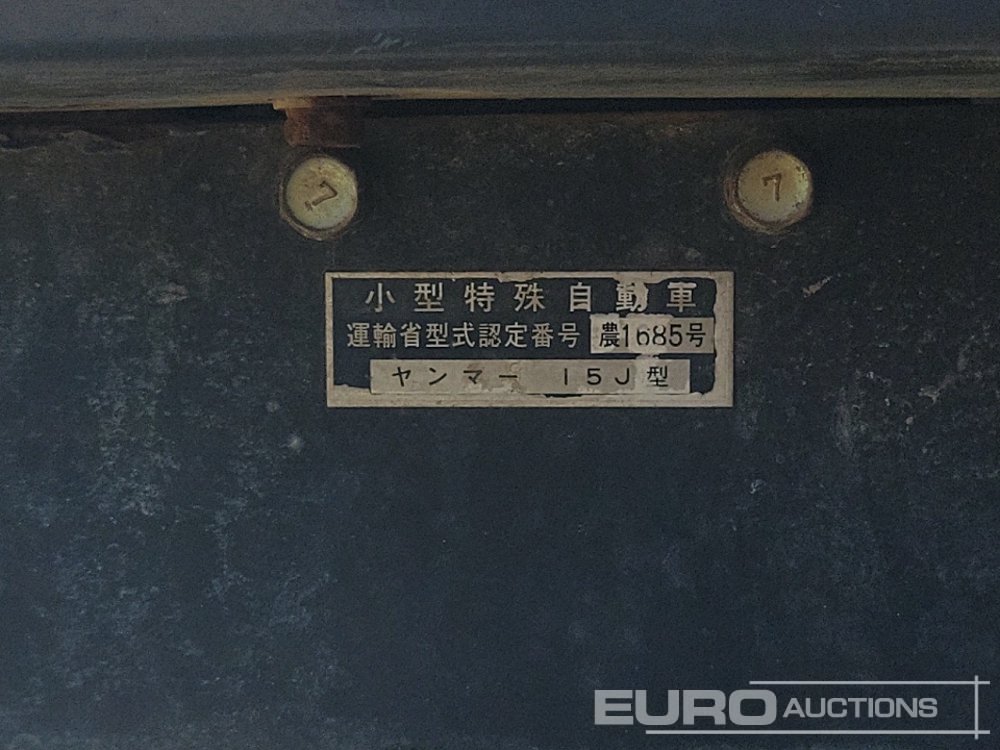 7 7
小型特殊自動車
運輸省型式認定番号 農1685号
ヤンマー 15J型
EURO AUCTIONS